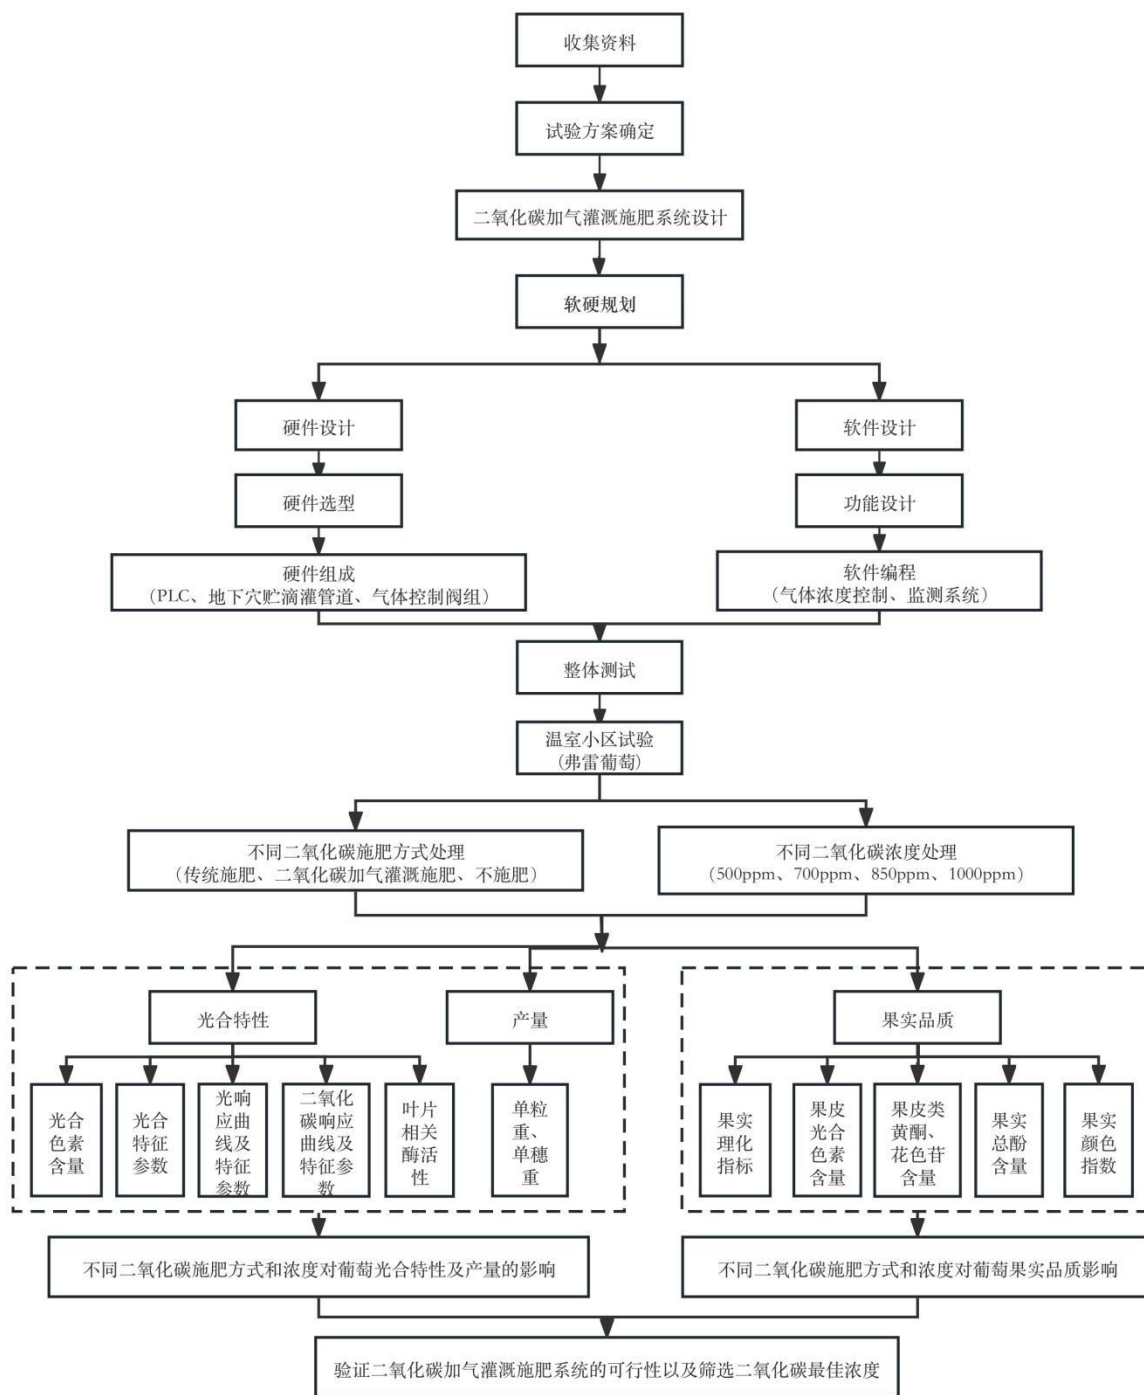 收集资料
试验方案确定
二氧化碳加气灌溉施肥系统设计
软硬规划
硬件设计
软件设计
硬件选型
功能设计
硬件组成
（PLC、地下穴贮滴灌管道、气体控制阀组）
软件编程
（气体浓度控制、监测系统）
整体测试
温室小区试验
(弗雷葡萄)
不同二氧化碳施肥方式处理
（传统施肥、二氧化碳加气灌溉施肥、不施肥）
不同二氧化碳浓度处理
（500ppm、700ppm、850ppm、1000ppm）
光合特性
产量
果实品质
光合
色素
含量
光合
特征
参数
光响
应曲
线及
特征
参数
二氧化
碳响应
曲线及
特征参
数
叶片
相关
酶活
性
单粒
重、
单穗
重
果实
理化
指标
果皮
光合
色素
含量
果皮类
黄酮、
花色苷
含量
果实
总酚
含量
果实
颜色
指数
不同二氧化碳施肥方式和浓度对葡萄光合特性及产量的影响
不同二氧化碳施肥方式和浓度对葡萄果实品质影响
验证二氧化碳加气灌溉施肥系统的可行性以及筛选二氧化碳最佳浓度